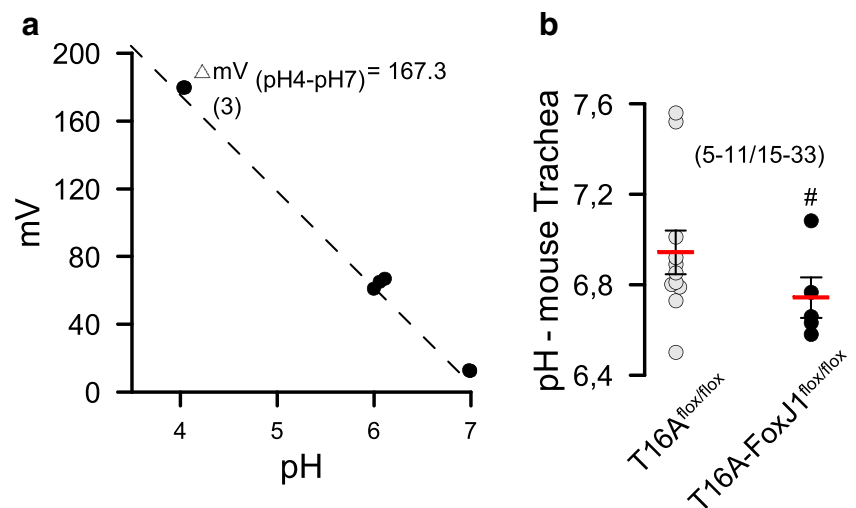 a
△mV (pH4-pH7) = 167.3
(3)
mV
200
160
120
80
40
0
4 5 6 7
pH
b
pH - mouse Trachea
7,6
7,2
6,8
6,4
(5-11/15-33)
#
T16Aflox/flox
T16A-FoxJ1flox/flox